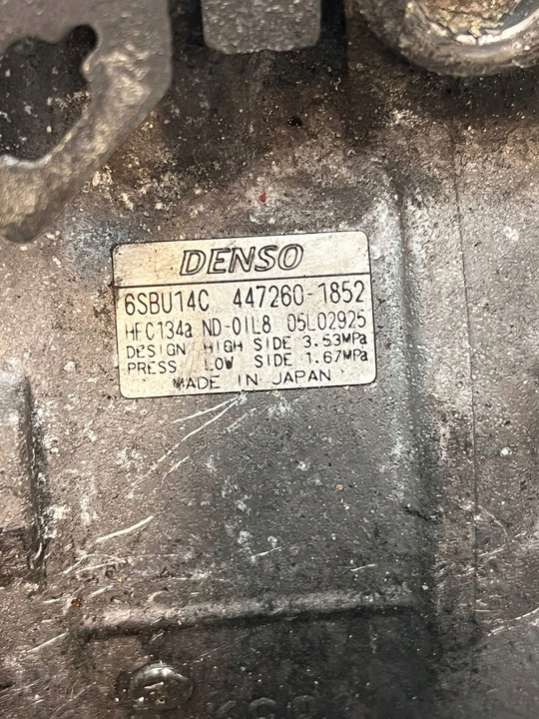 DENSO
6SBU14C 447260-1852
HFC134a ND-OIL8 05L02925
DESIGN HIGH SIDE 3.53MPa
PRESS LOW SIDE 1.67MPa
MADE IN JAPAN